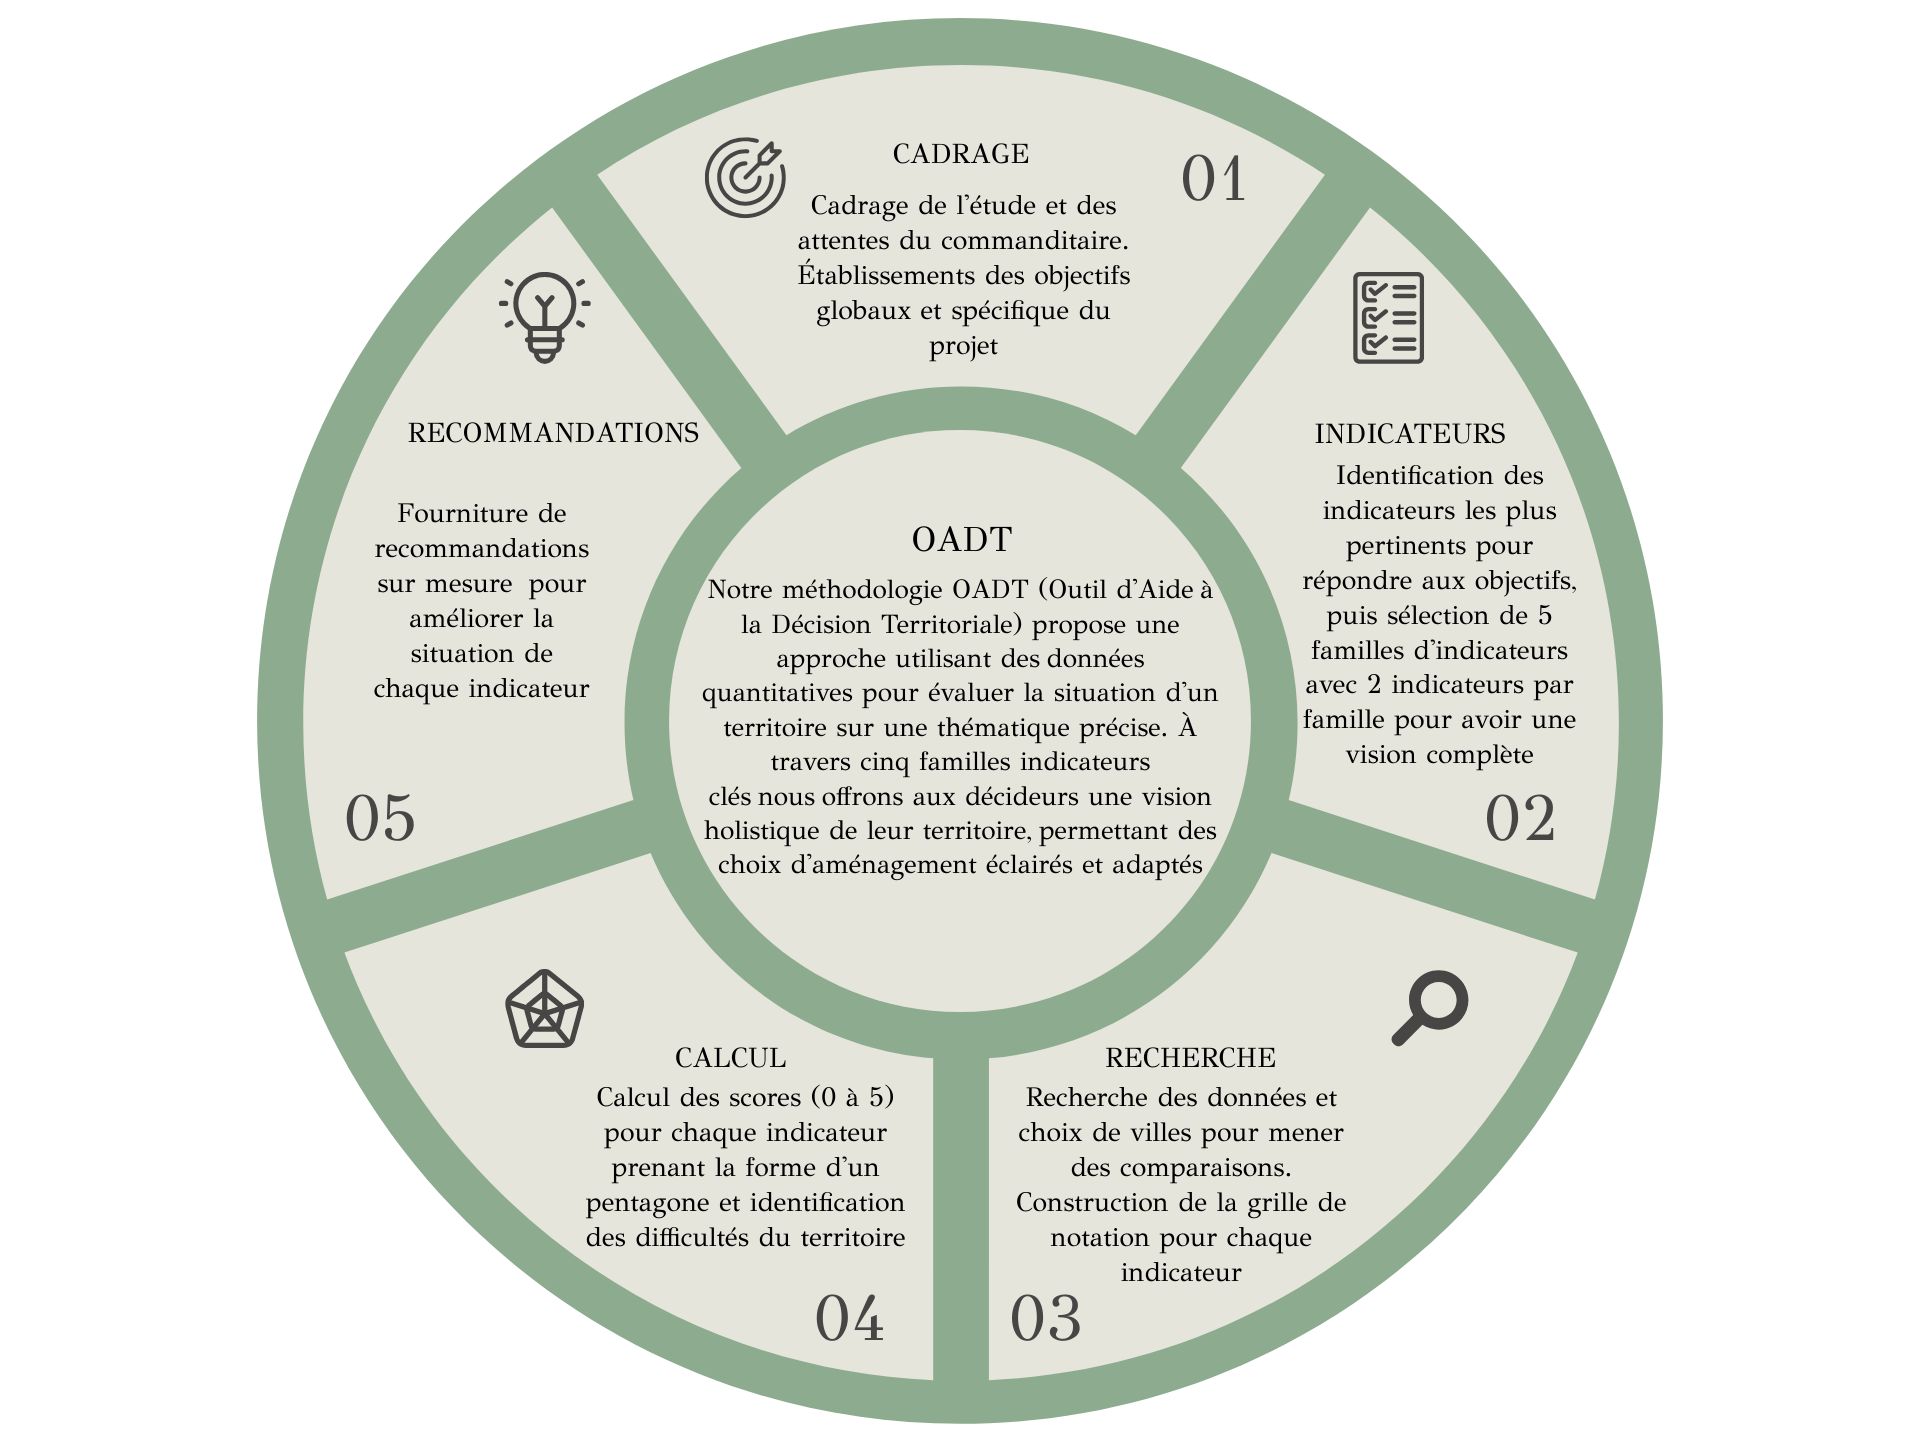 CADRAGE
01
Cadrage de l'étude et des
attentes du commanditaire.
Établissements des objectifs
globaux et spécifique du
projet
INDICATEURS
Identification des
indicateurs les plus
pertinents pour
répondre aux objectifs,
puis sélection de 5
familles d'indicateurs
avec 2 indicateurs par
famille pour avoir une
vision complète
02
RECHERCHE
Recherche des données et
choix de villes pour mener
des comparaisons.
Construction de la grille de
notation pour chaque
indicateur
03
CALCUL
Calcul des scores (0 à 5)
pour chaque indicateur
prenant la forme d'un
pentagone et identification
des difficultés du territoire
04
RECOMMANDATIONS
Fourniture de
recommandations
sur mesure pour
améliorer la
situation de
chaque indicateur
05
OADT
Notre méthodologie OADT (Outil d'Aide à
la Décision Territoriale) propose une
approche utilisant des données
quantitatives pour évaluer la situation d'un
territoire sur une thématique précise. À
travers cinq familles indicateurs
clés nous offrons aux décideurs une vision
holistique de leur territoire, permettant des
choix d'aménagement éclairés et adaptés